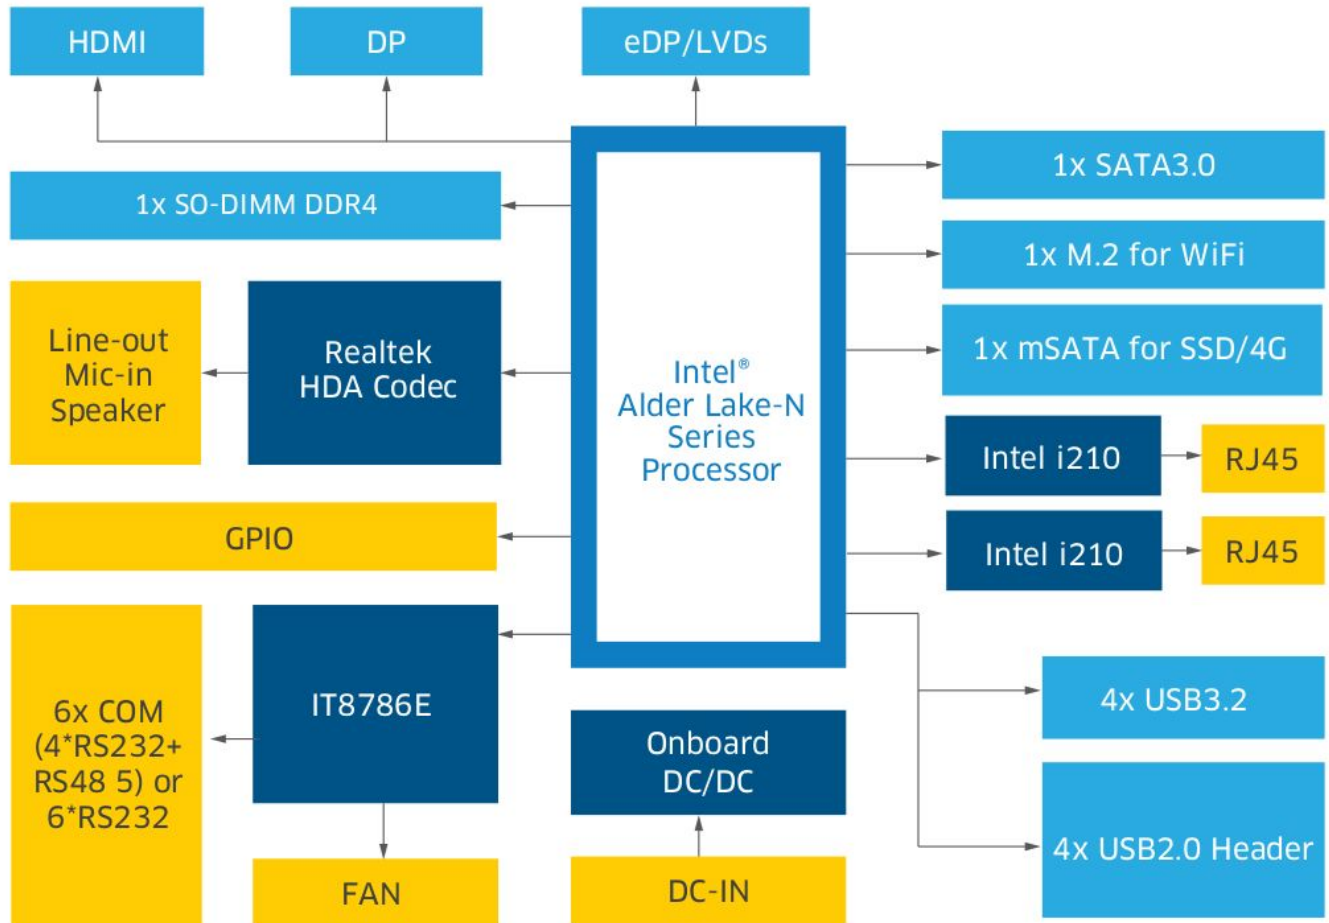 HDMI
DP
eDP/LVDs
1x SATA3.0
1x SO-DIMM DDR4
1x M.2 for WiFi
1x mSATA for SSD/4G
Line-out
Mic-in
Speaker
Realtek
HDA Codec
Intel®
Alder Lake-N
Series
Processor
Intel i210
RJ45
GPIO
Intel i210
RJ45
6x COM
(4*RS232+
RS48 5) or
6*RS232
IT8786E
Onboard
DC/DC
4x USB3.2
4x USB2.0 Header
FAN
DC-IN